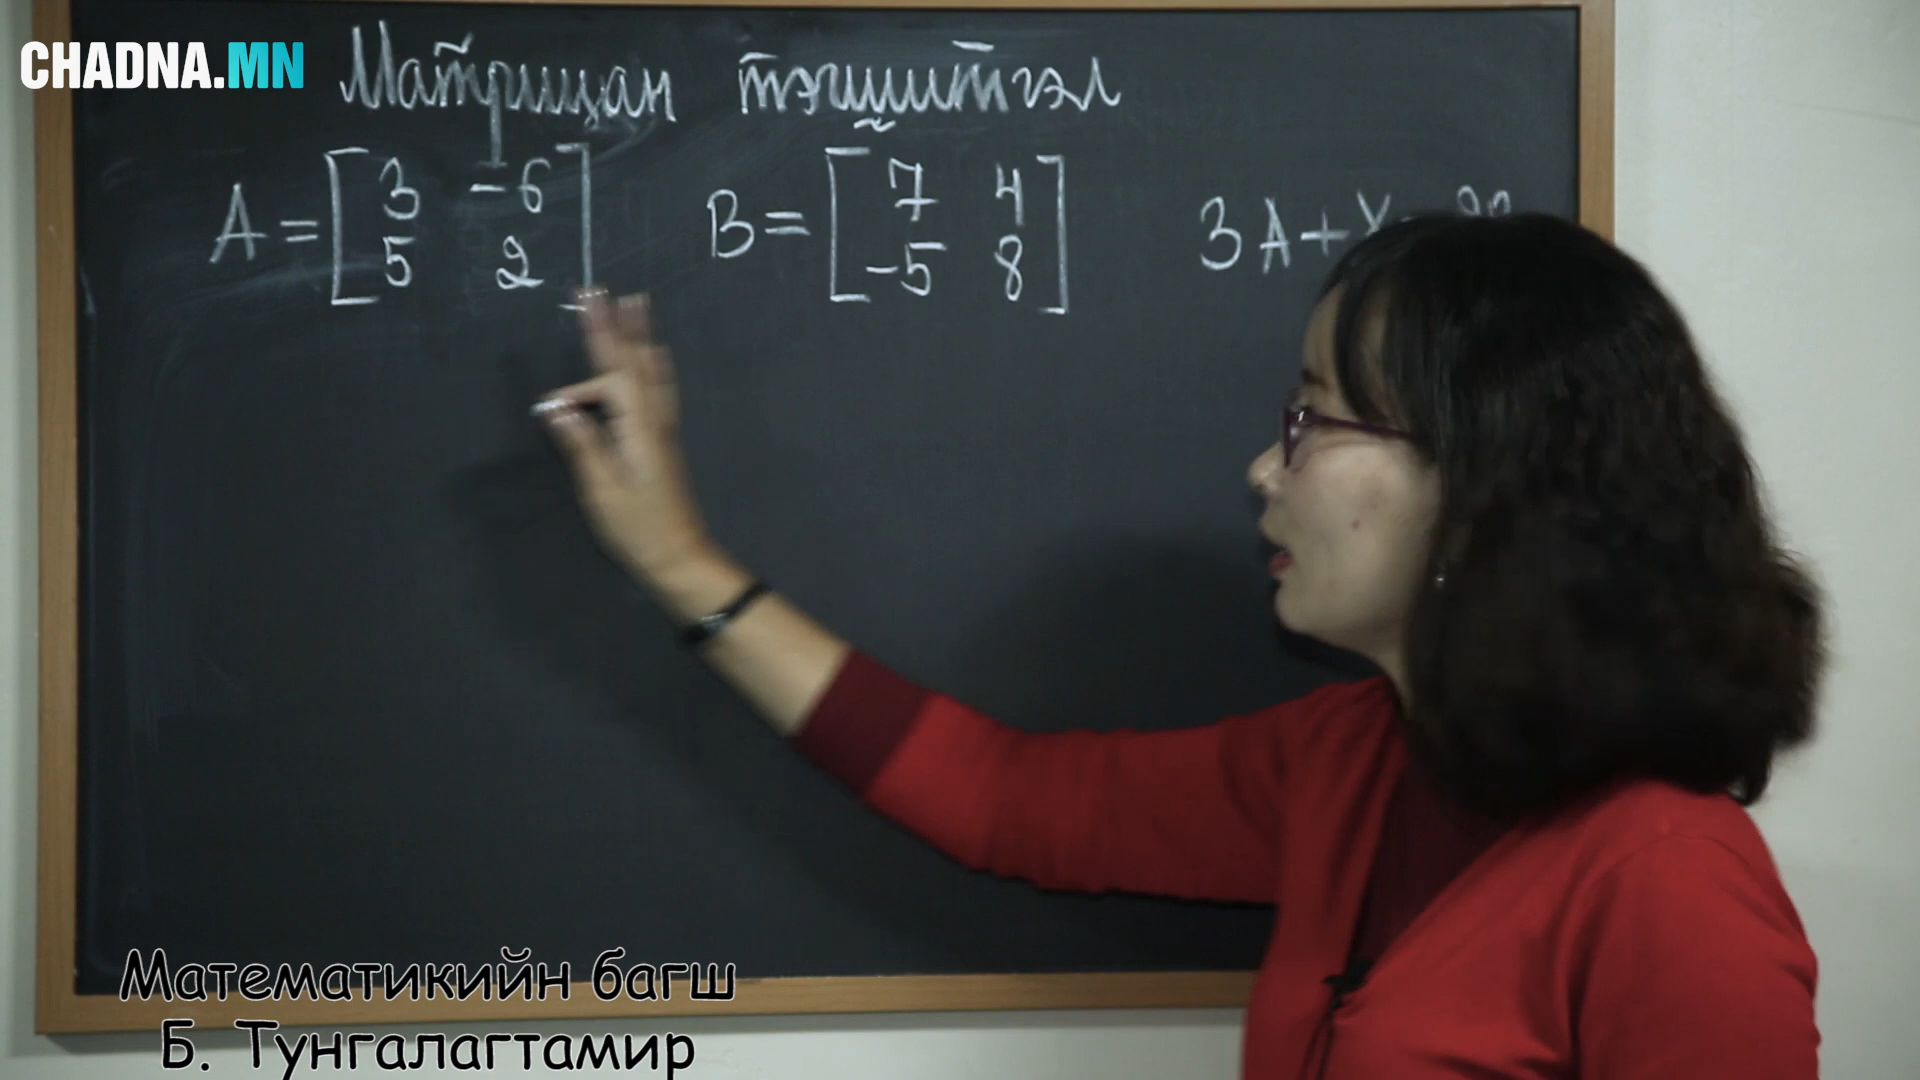 CHADNA.MN
Матрицан тэгшитгэл
A = [3 -6] B = [7 4] 3A+X
[5 2] [-5 8]
Математикийн багш
Б. Тунгалагтамир